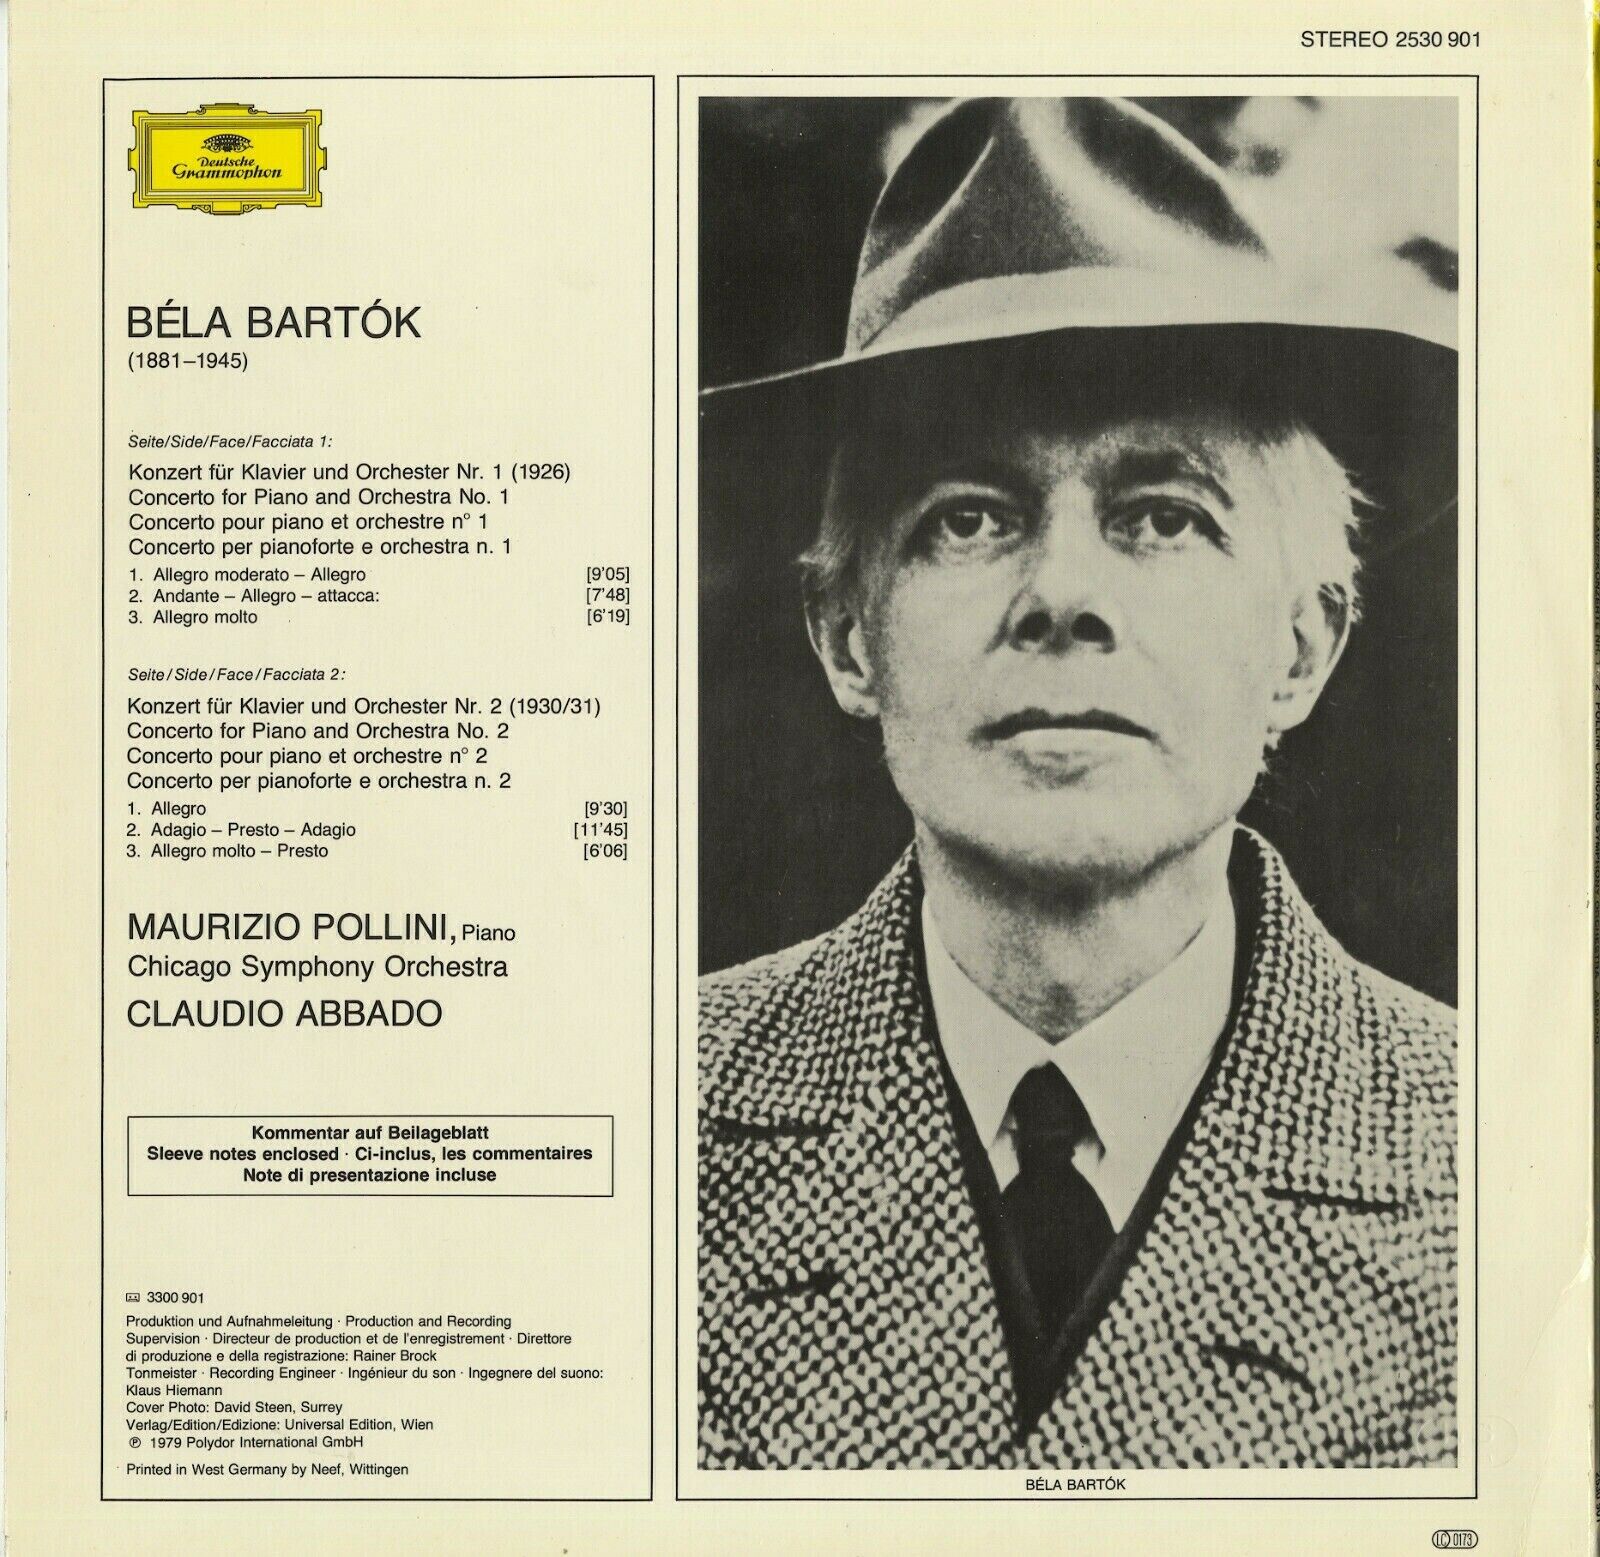 STEREO 2530 901
Deutsche
Grammophon
BÉLA BARTÓK
(1881–1945)
Seite/Side/Face/Facciata 1:
Konzert für Klavier und Orchester Nr. 1 (1926)
Concerto for Piano and Orchestra No. 1
Concerto pour piano et orchestre n° 1
Concerto per pianoforte e orchestra n. 1
1. Allegro moderato – Allegro [9'05]
2. Andante – Allegro – attacca: [7'48]
3. Allegro molto [6'19]
Seite/Side/Face/Facciata 2:
Konzert für Klavier und Orchester Nr. 2 (1930/31)
Concerto for Piano and Orchestra No. 2
Concerto pour piano et orchestre n° 2
Concerto per pianoforte e orchestra n. 2
1. Allegro [9'30]
2. Adagio – Presto – Adagio [11'45]
3. Allegro molto – Presto [6'06]
MAURIZIO POLLINI, Piano
Chicago Symphony Orchestra
CLAUDIO ABBADO
Kommentar auf Beilageblatt
Sleeve notes enclosed · Ci-inclus, les commentaires
Note di presentazione incluse
3300 901
Produktion und Aufnahmeleitung · Production and Recording
Supervision · Directeur de production et de l'enregistrement · Direttore
di produzione e della registrazione: Rainer Brock
Tonmeister · Recording Engineer · Ingénieur du son · Ingegnere del suono:
Klaus Hiemann
Cover Photo: David Steen, Surrey
Verlag/Edition/Edizione: Universal Edition, Wien
℗ 1979 Polydor International GmbH
Printed in West Germany by Neef, Wittingen
BÉLA BARTÓK
LC 0173